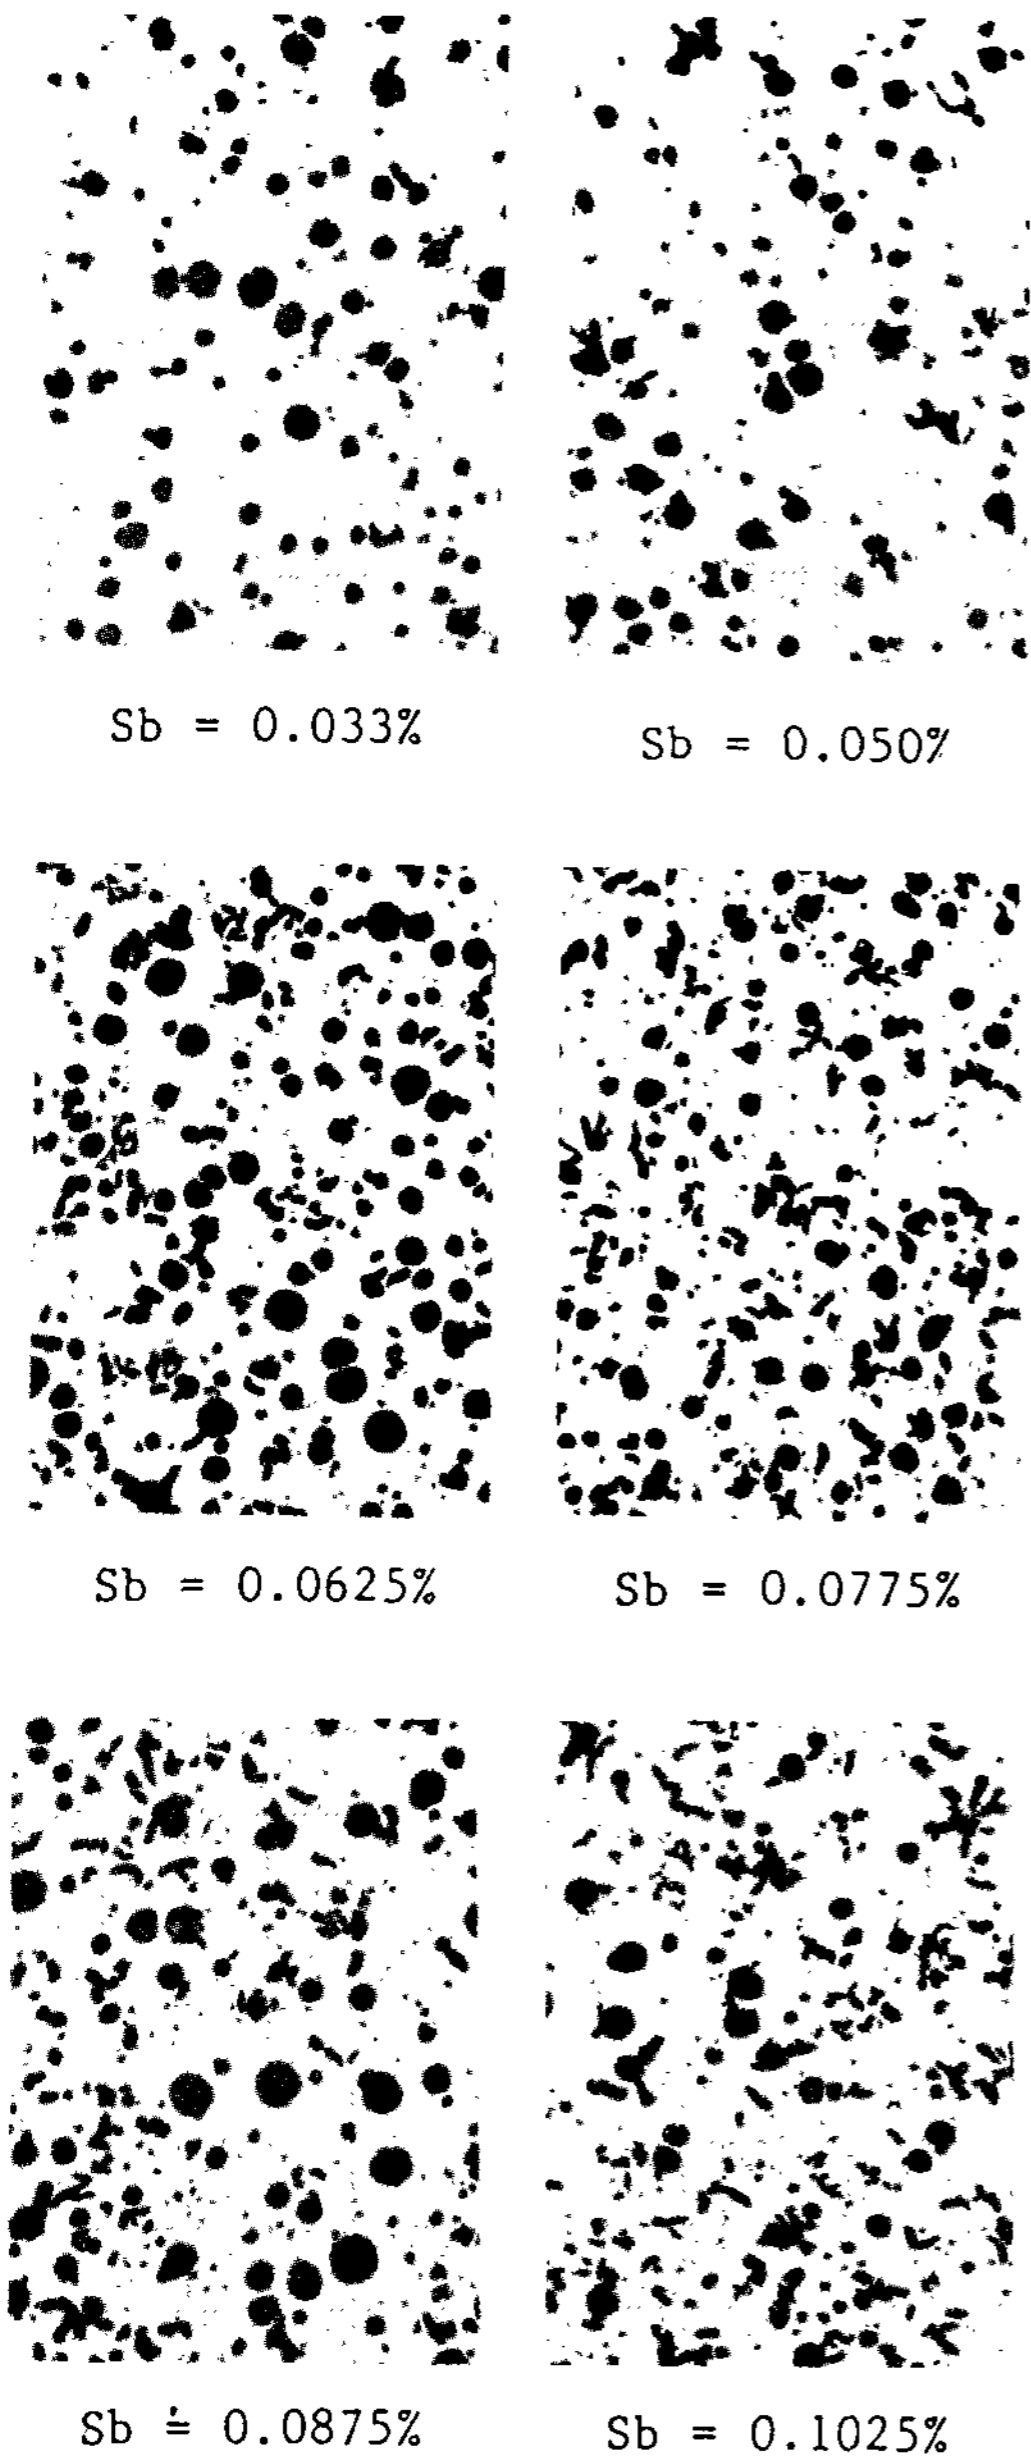 Sb = 0.033%
Sb = 0.050%
Sb = 0.0625%
Sb = 0.0775%
Sb = 0.0875%
Sb = 0.1025%